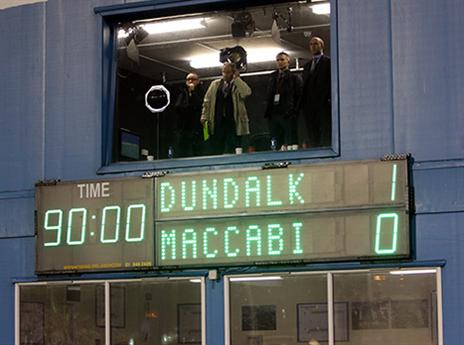 TIME
90:00
DUNDALK 1
MACCABI 0